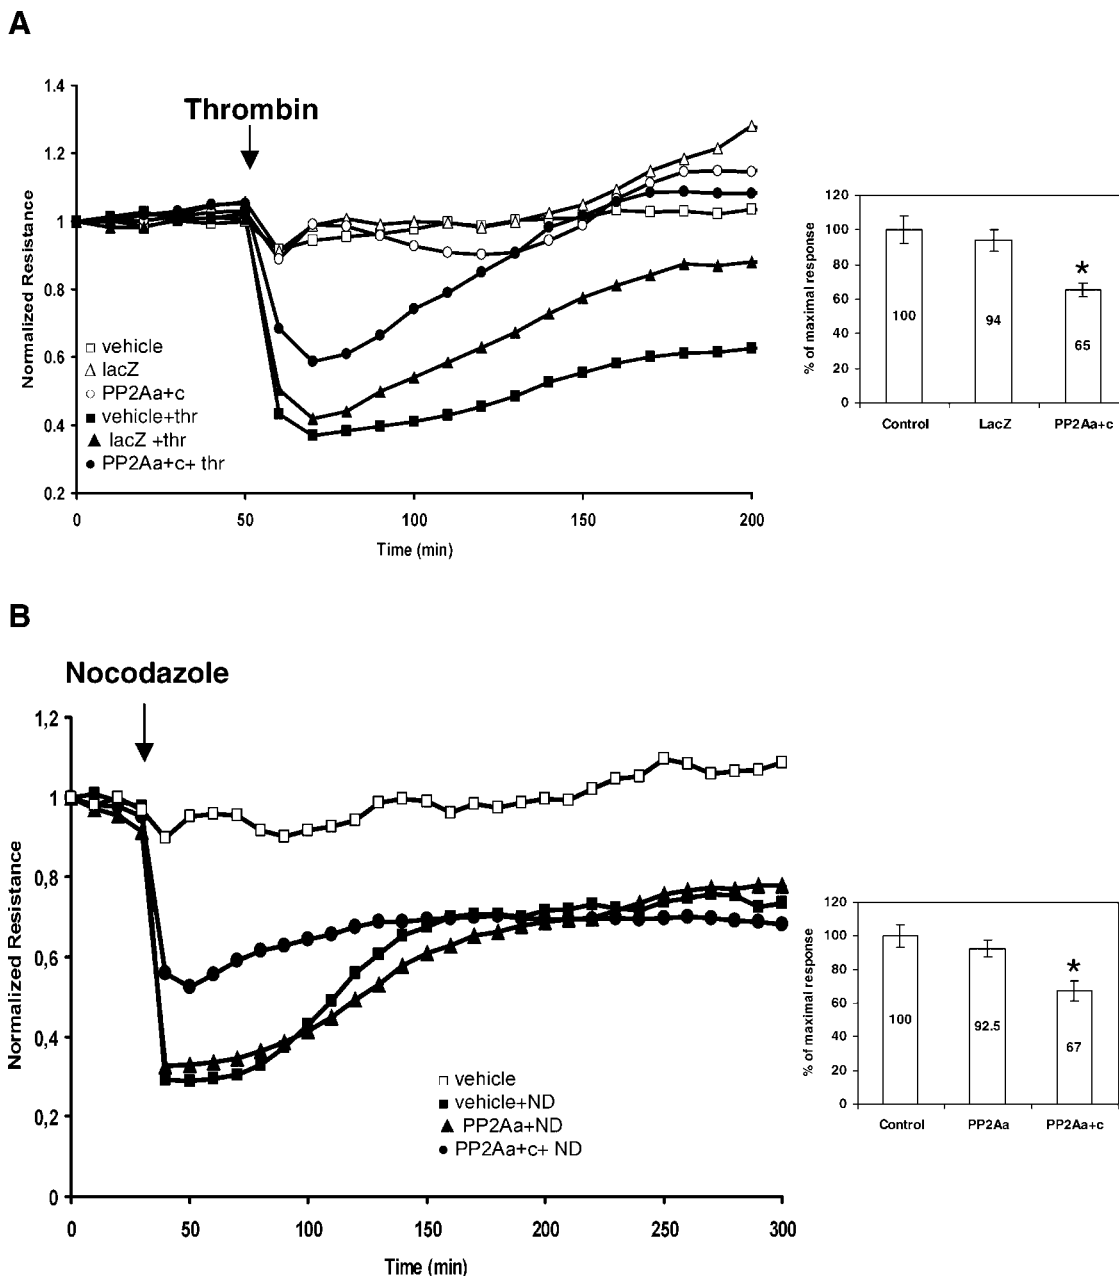 A
Thrombin
1.4
1.2
1
0.8
0.6
0.4
0.2
Normalized Resistance
vehicle
lacZ
PP2Aa+c
vehicle+thr
lacZ +thr
PP2Aa+c+ thr
0 50 100 150 200
Time (min)
120
100
80
60
40
20
0
% of maximal response
100
94
*
65
Control LacZ PP2Aa+c
B
Nocodazole
1,2
1
0,8
0,6
0,4
0,2
0
Normalized Resistance
vehicle
vehicle+ND
PP2Aa+ND
PP2Aa+c+ ND
0 50 100 150 200 250 300
Time (min)
120
100
80
60
40
20
0
% of maximal response
100
92.5
*
67
Control PP2Aa PP2Aa+c